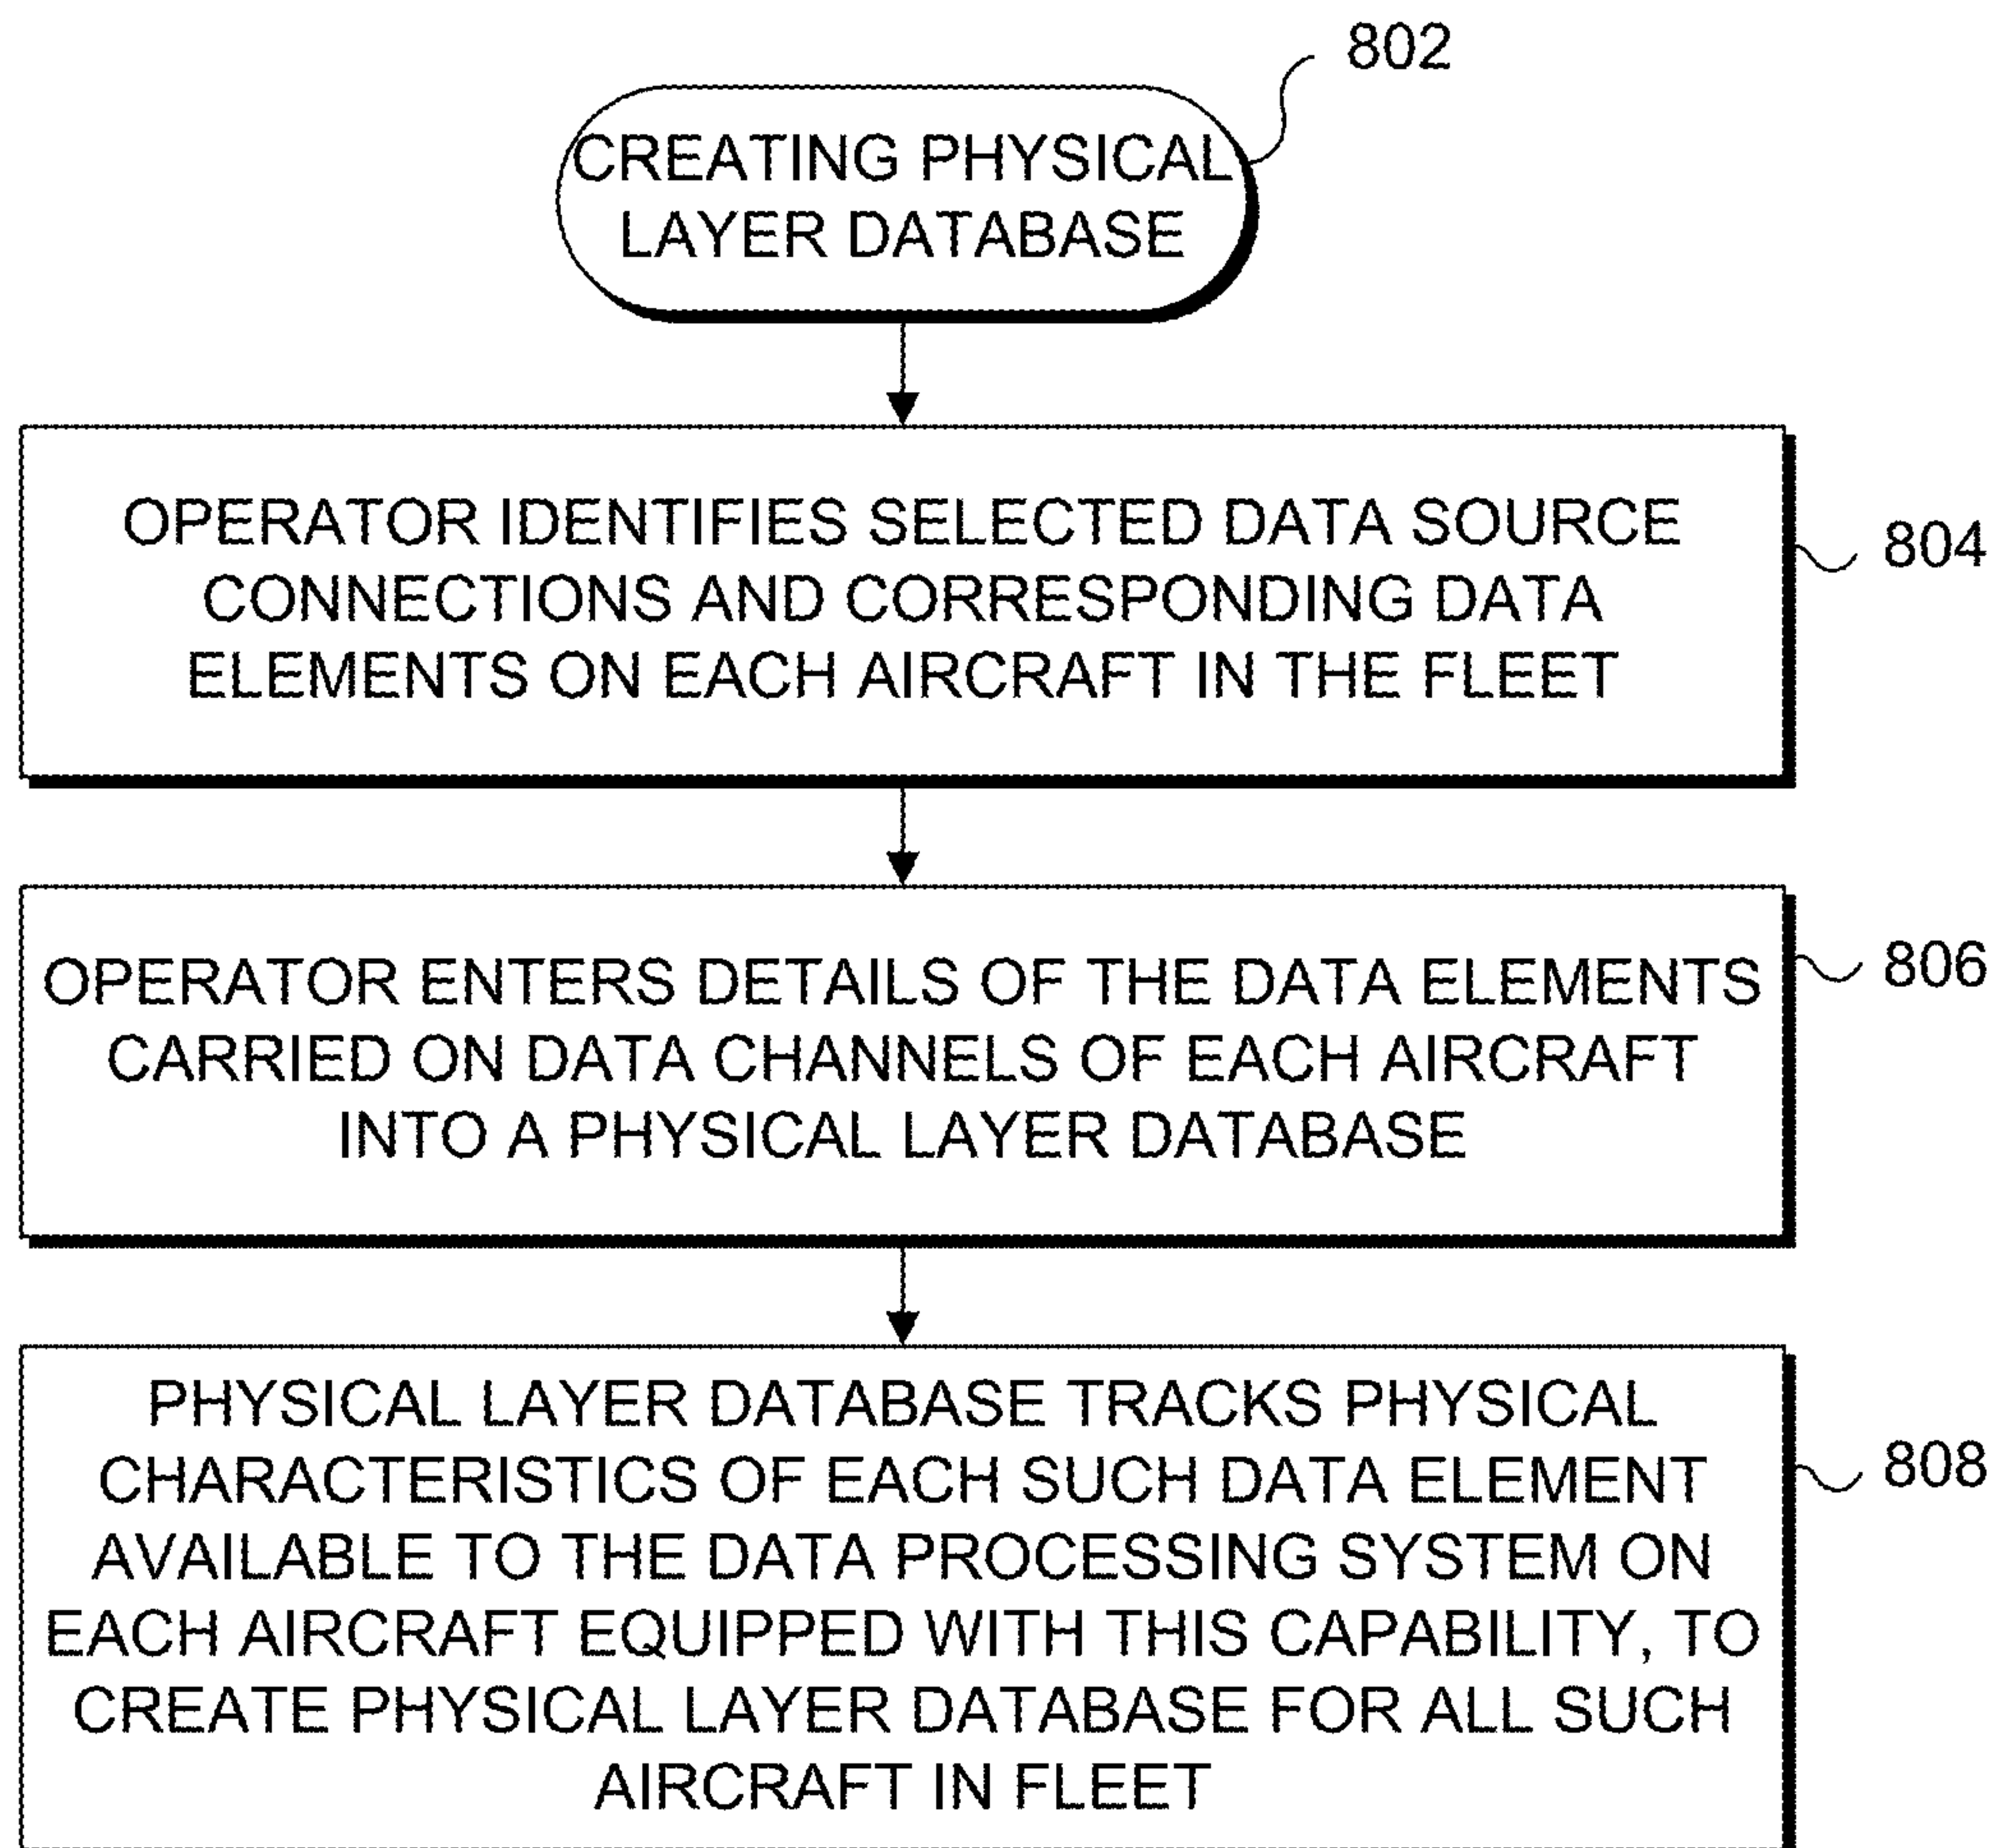 802
CREATING PHYSICAL
LAYER DATABASE
OPERATOR IDENTIFIES SELECTED DATA SOURCE
CONNECTIONS AND CORRESPONDING DATA
ELEMENTS ON EACH AIRCRAFT IN THE FLEET
804
OPERATOR ENTERS DETAILS OF THE DATA ELEMENTS
CARRIED ON DATA CHANNELS OF EACH AIRCRAFT
INTO A PHYSICAL LAYER DATABASE
806
PHYSICAL LAYER DATABASE TRACKS PHYSICAL
CHARACTERISTICS OF EACH SUCH DATA ELEMENT
AVAILABLE TO THE DATA PROCESSING SYSTEM ON
EACH AIRCRAFT EQUIPPED WITH THIS CAPABILITY, TO
CREATE PHYSICAL LAYER DATABASE FOR ALL SUCH
AIRCRAFT IN FLEET
808